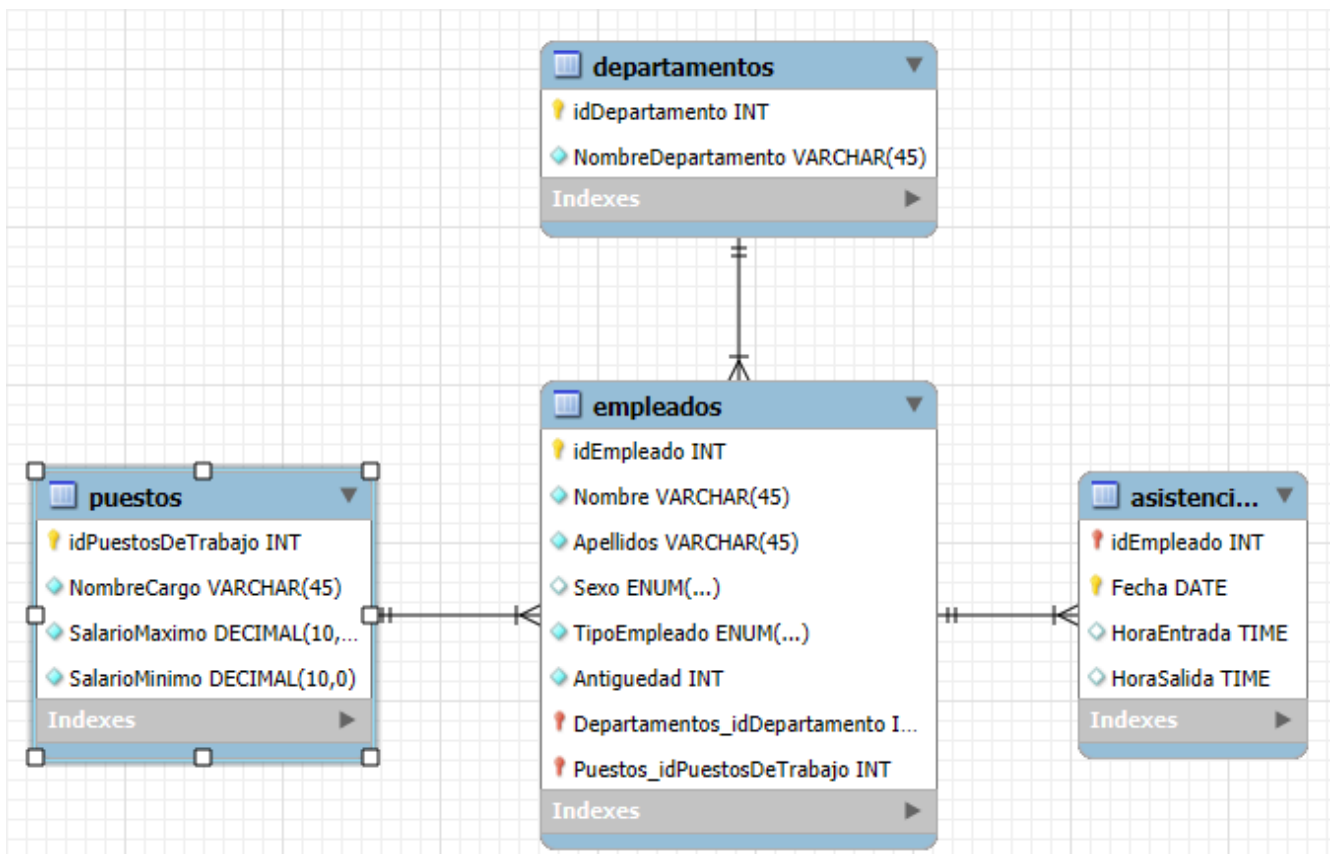 departamentos
idDepartamento INT
NombreDepartamento VARCHAR(45)
Indexes
empleados
idEmpleado INT
Nombre VARCHAR(45)
Apellidos VARCHAR(45)
Sexo ENUM(...)
TipoEmpleado ENUM(...)
Antiguedad INT
Departamentos_idDepartamento I...
Puestos_idPuestosDeTrabajo INT
Indexes
puestos
idPuestosDeTrabajo INT
NombreCargo VARCHAR(45)
SalarioMaximo DECIMAL(10,...
SalarioMinimo DECIMAL(10,0)
Indexes
asistenci...
idEmpleado INT
Fecha DATE
HoraEntrada TIME
HoraSalida TIME
Indexes